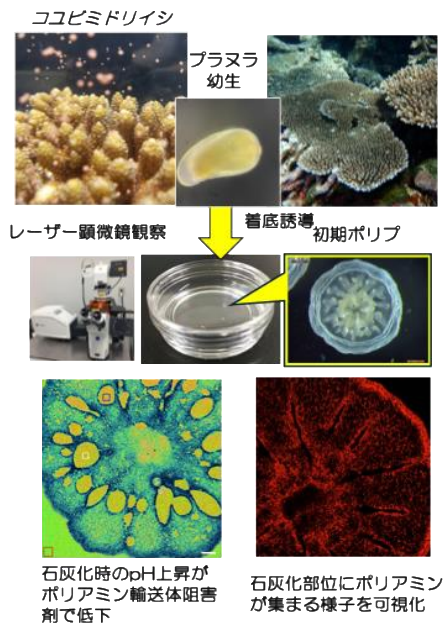 コユビミドリイシ
プラヌラ
幼生
レーザー顕微鏡観察
着底誘導
初期ポリプ
石灰化時のpH上昇が
ポリアミン輸送体阻害
剤で低下
石灰化部位にポリアミン
が集まる様子を可視化